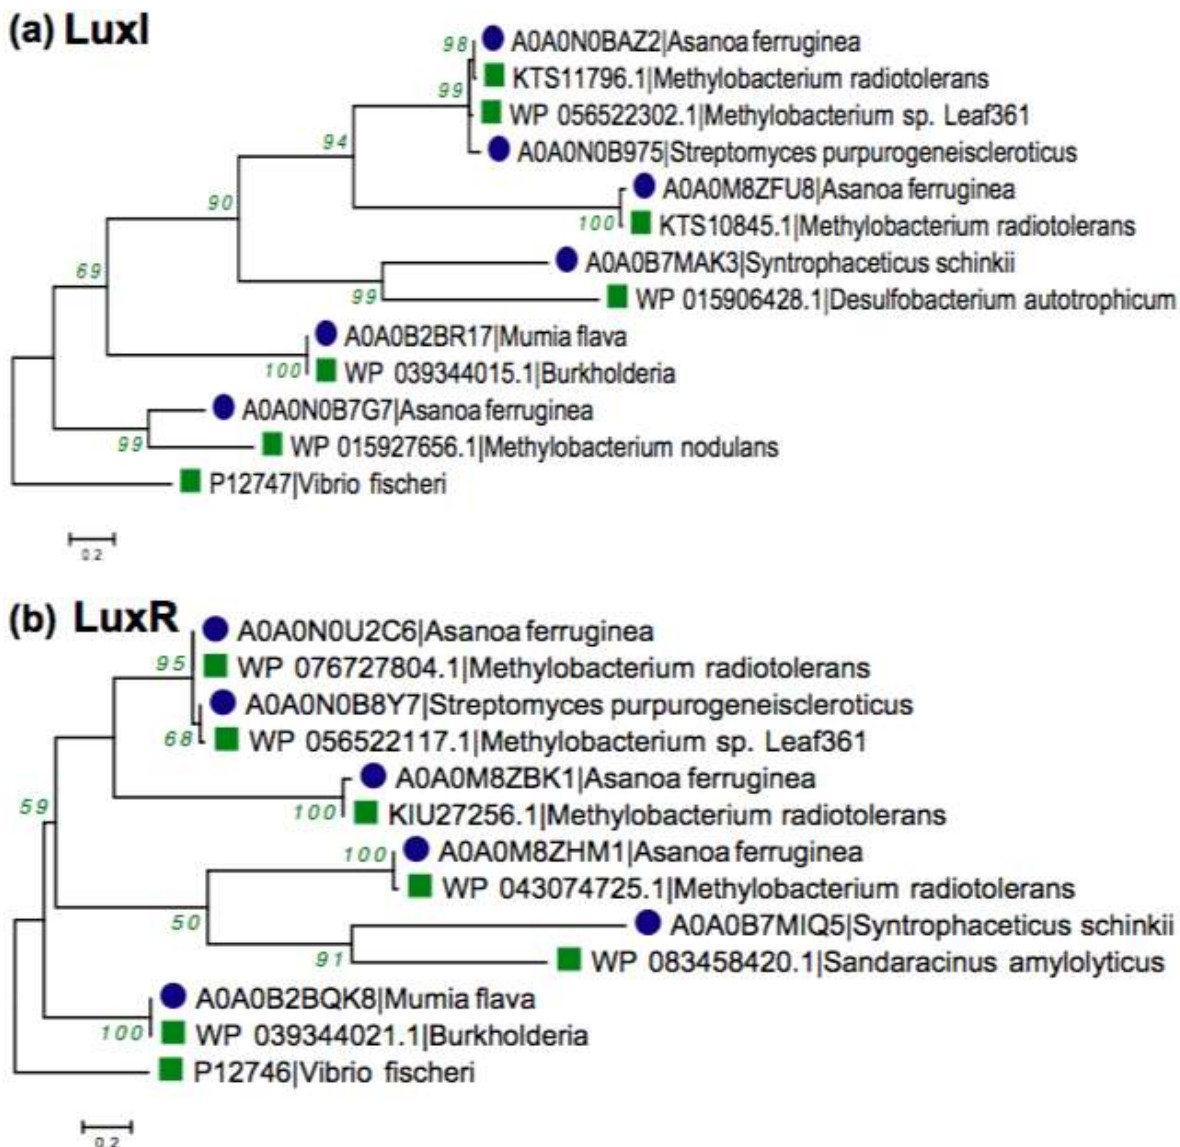 (a) LuxI
98
A0A0N0BAZ2|Asanoa ferruginea
KTS11796.1|Methylobacterium radiotolerans
99
WP 056522302.1|Methylobacterium sp. Leaf361
94
A0A0N0B975|Streptomyces purpurogeneiscleroticus
A0A0M8ZFU8|Asanoa ferruginea
90
100
KTS10845.1|Methylobacterium radiotolerans
A0A0B7MAK3|Syntrophaceticus schinkii
69
99
WP 015906428.1|Desulfobacterium autotrophicum
A0A0B2BR17|Mumia flava
100
WP 039344015.1|Burkholderia
A0A0N0B7G7|Asanoa ferruginea
99
WP 015927656.1|Methylobacterium nodulans
P12747|Vibrio fischeri
0.2
(b) LuxR
A0A0N0U2C6|Asanoa ferruginea
95
WP 076727804.1|Methylobacterium radiotolerans
A0A0N0B8Y7|Streptomyces purpurogeneiscleroticus
68
WP 056522117.1|Methylobacterium sp. Leaf361
A0A0M8ZBK1|Asanoa ferruginea
59
100
KIU27256.1|Methylobacterium radiotolerans
100
A0A0M8ZHM1|Asanoa ferruginea
WP 043074725.1|Methylobacterium radiotolerans
50
A0A0B7MIQ5|Syntrophaceticus schinkii
91
WP 083458420.1|Sandaracinus amylolyticus
A0A0B2BQK8|Mumia flava
100
WP 039344021.1|Burkholderia
P12746|Vibrio fischeri
0.2